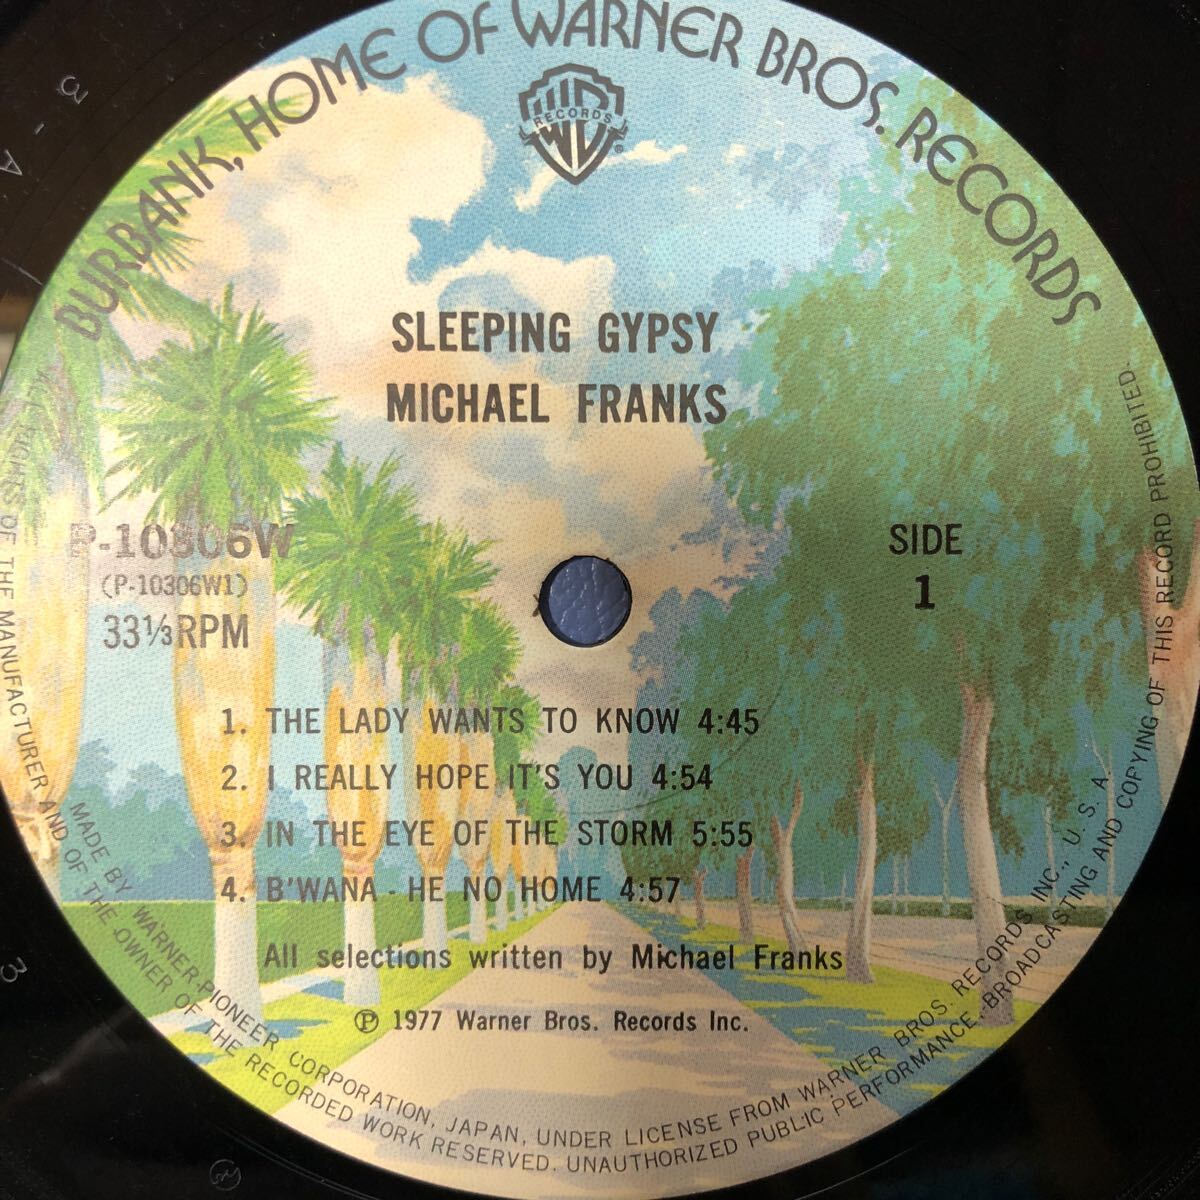 BURBANK, HOME OF WARNER BROS. RECORDS
RECORDS
SLEEPING GYPSY
MICHAEL FRANKS
P-10306W
(P-10306W1)
33⅓RPM
SIDE
1
1. THE LADY WANTS TO KNOW 4:45
2. I REALLY HOPE IT'S YOU 4:54
3. IN THE EYE OF THE STORM 5:55
4. B'WANA - HE NO HOME 4:57
All selections written by Michael Franks
Ⓟ 1977 Warner Bros. Records Inc.
MADE BY WARNER-PIONEER CORPORATION, JAPAN, UNDER LICENSE FROM WARNER BROS. RECORDS INC., U. S. A.
ALL RIGHTS OF THE MANUFACTURER AND OF THE OWNER OF THE RECORDED WORK RESERVED. UNAUTHORIZED PUBLIC PERFORMANCE, BROADCASTING AND COPYING OF THIS RECORD PROHIBITED.
3 - A
3